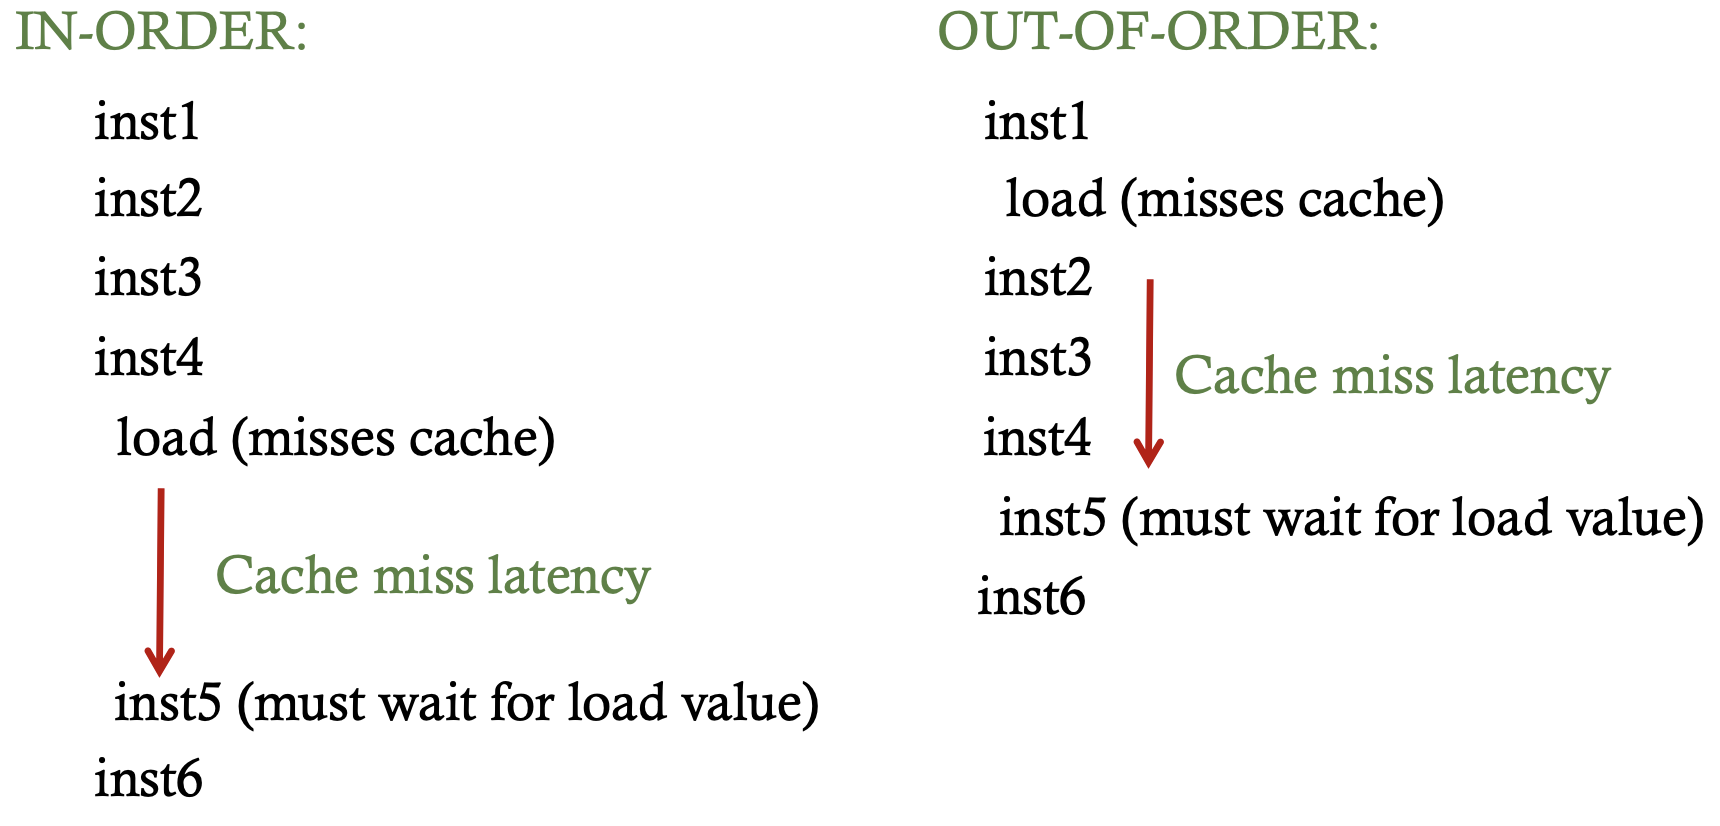 IN-ORDER:
inst1
inst2
inst3
inst4
load (misses cache)
Cache miss latency
inst5 (must wait for load value)
inst6
OUT-OF-ORDER:
inst1
load (misses cache)
inst2
inst3
Cache miss latency
inst4
inst5 (must wait for load value)
inst6